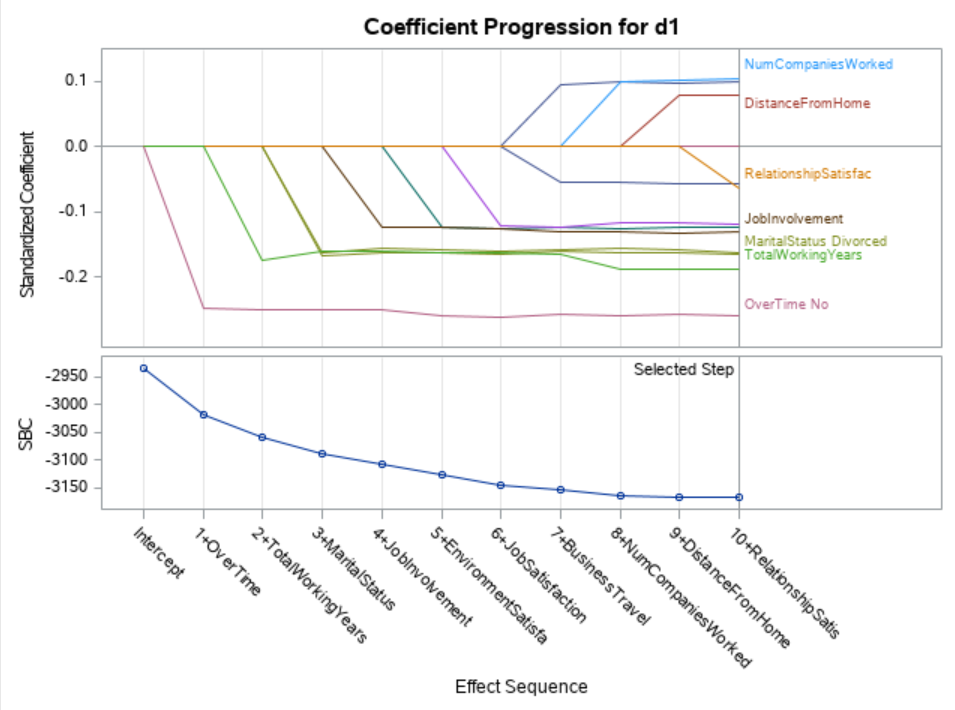 Coefficient Progression for d1
Standardized Coefficient
0.1
0.0
-0.1
-0.2
NumCompaniesWorked
DistanceFromHome
RelationshipSatisfac
JobInvolvement
MaritalStatus Divorced
TotalWorkingYears
OverTime No
SBC
-2950
-3000
-3050
-3100
-3150
Selected Step
Intercept
1+OverTime
2+TotalWorkingYears
3+MaritalStatus
4+JobInvolvement
5+EnvironmentSatisfa
6+JobSatisfaction
7+BusinessTravel
8+NumCompaniesWorked
9+DistanceFromHome
10+RelationshipSatis
Effect Sequence